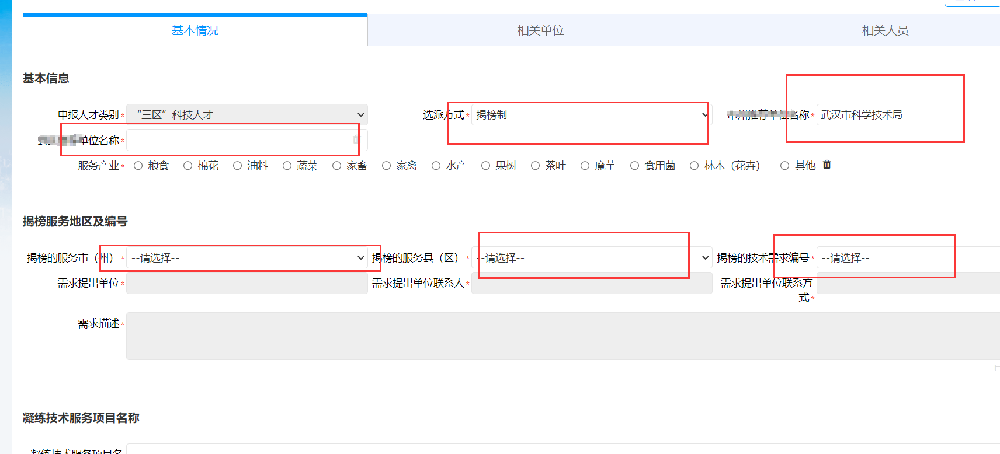 基本情况 相关单位 相关人员
基本信息
申报人才类别* “三区”科技人才 选派方式* 揭榜制 名称* 武汉市科学技术局
单位名称*
服务产业* 粮食 棉花 油料 蔬菜 家畜 家禽 水产 果树 茶叶 魔芋 食用菌 林木（花卉） 其他
揭榜服务地区及编号
揭榜的服务市（州）* --请选择-- 揭榜的服务县（区）* --请选择-- 揭榜的技术需求编号* --请选择--
需求提出单位* 需求提出单位联系人* 需求提出单位联系方
式*
需求描述*
凝练技术服务项目名称
凝练技术服务项目名